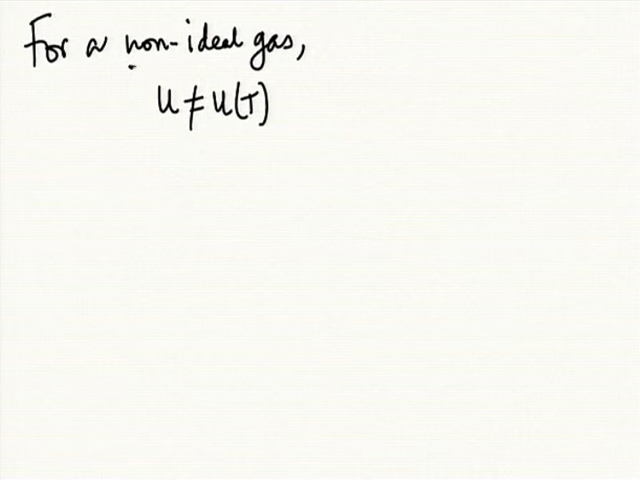 For a non-ideal gas,
u ≠ u(T)